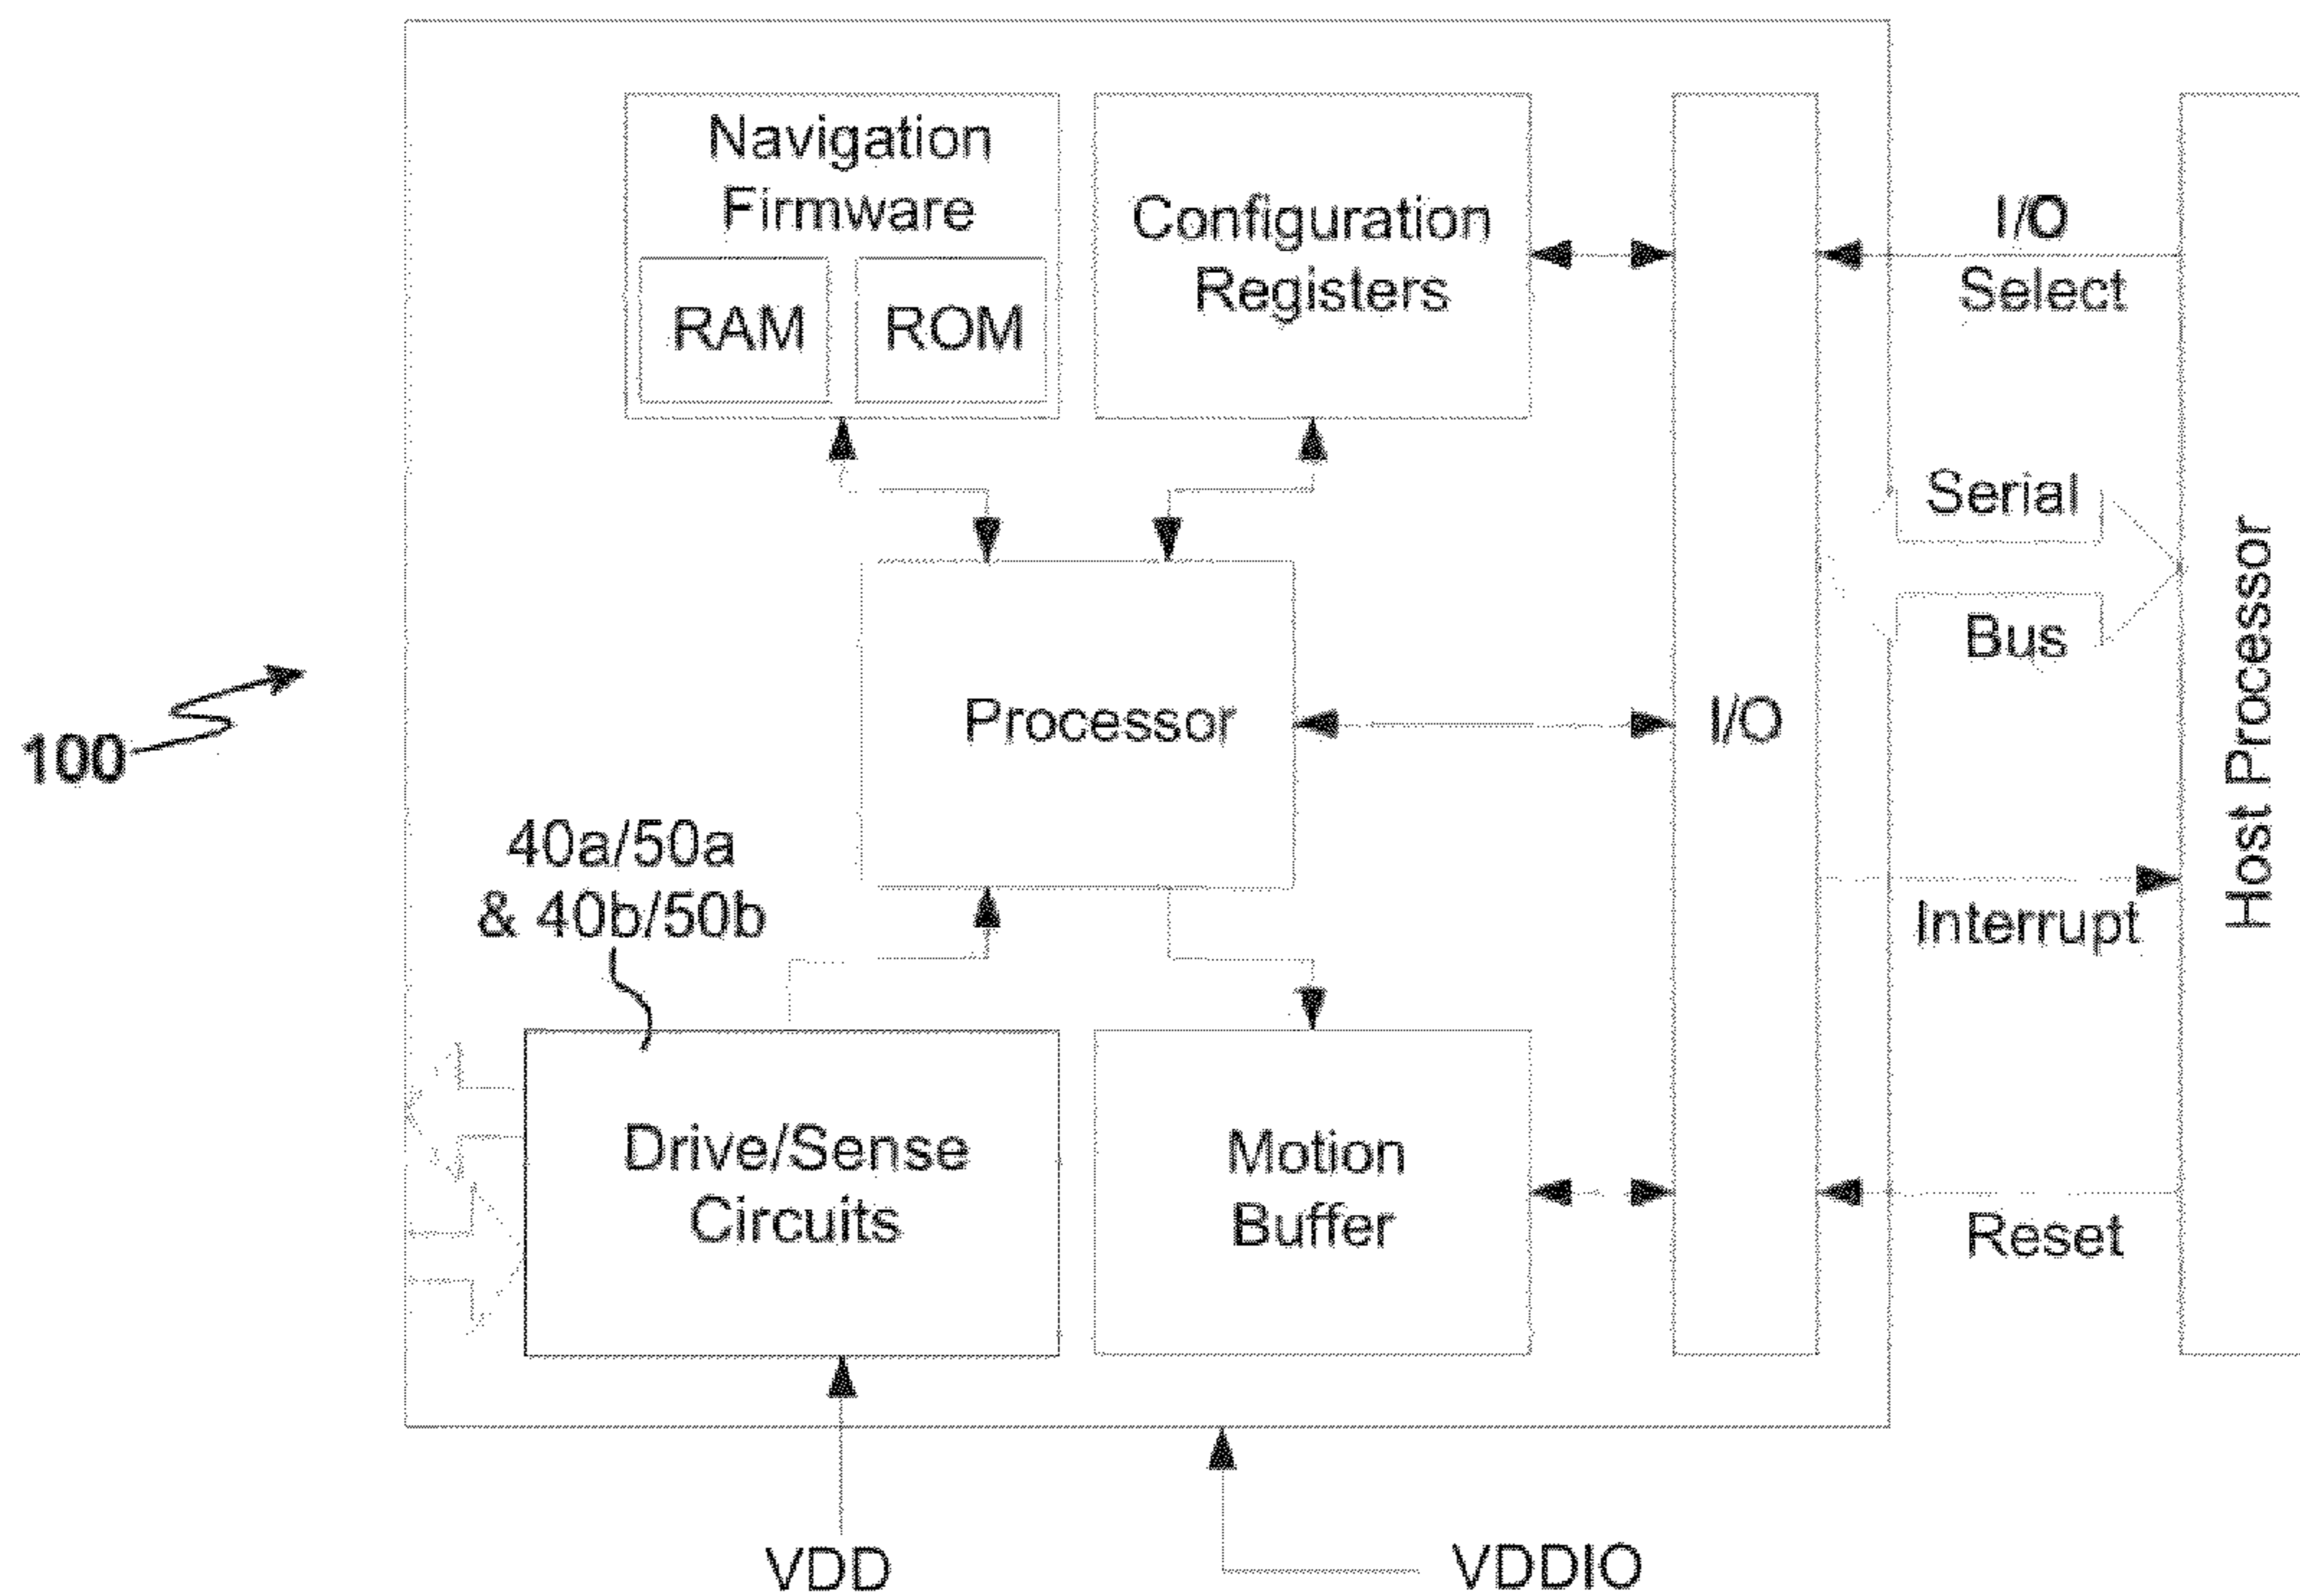 Navigation
Firmware
RAM
ROM
Configuration
Registers
I/O
Select
Serial
Bus
Host Processor
Processor
I/O
100
40a/50a
& 40b/50b
Interrupt
Drive/Sense
Circuits
Motion
Buffer
Reset
VDD
VDDIO